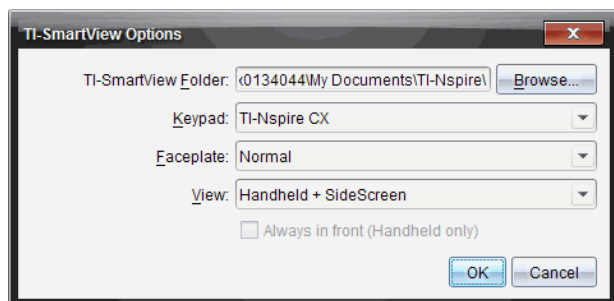 TI-SmartView Options
X
TI-SmartView Folder: x0134044\My Documents\TI-Nspire\ Browse...
Keypad: TI-Nspire CX
Faceplate: Normal
View: Handheld + SideScreen
Always in front (Handheld only)
OK Cancel